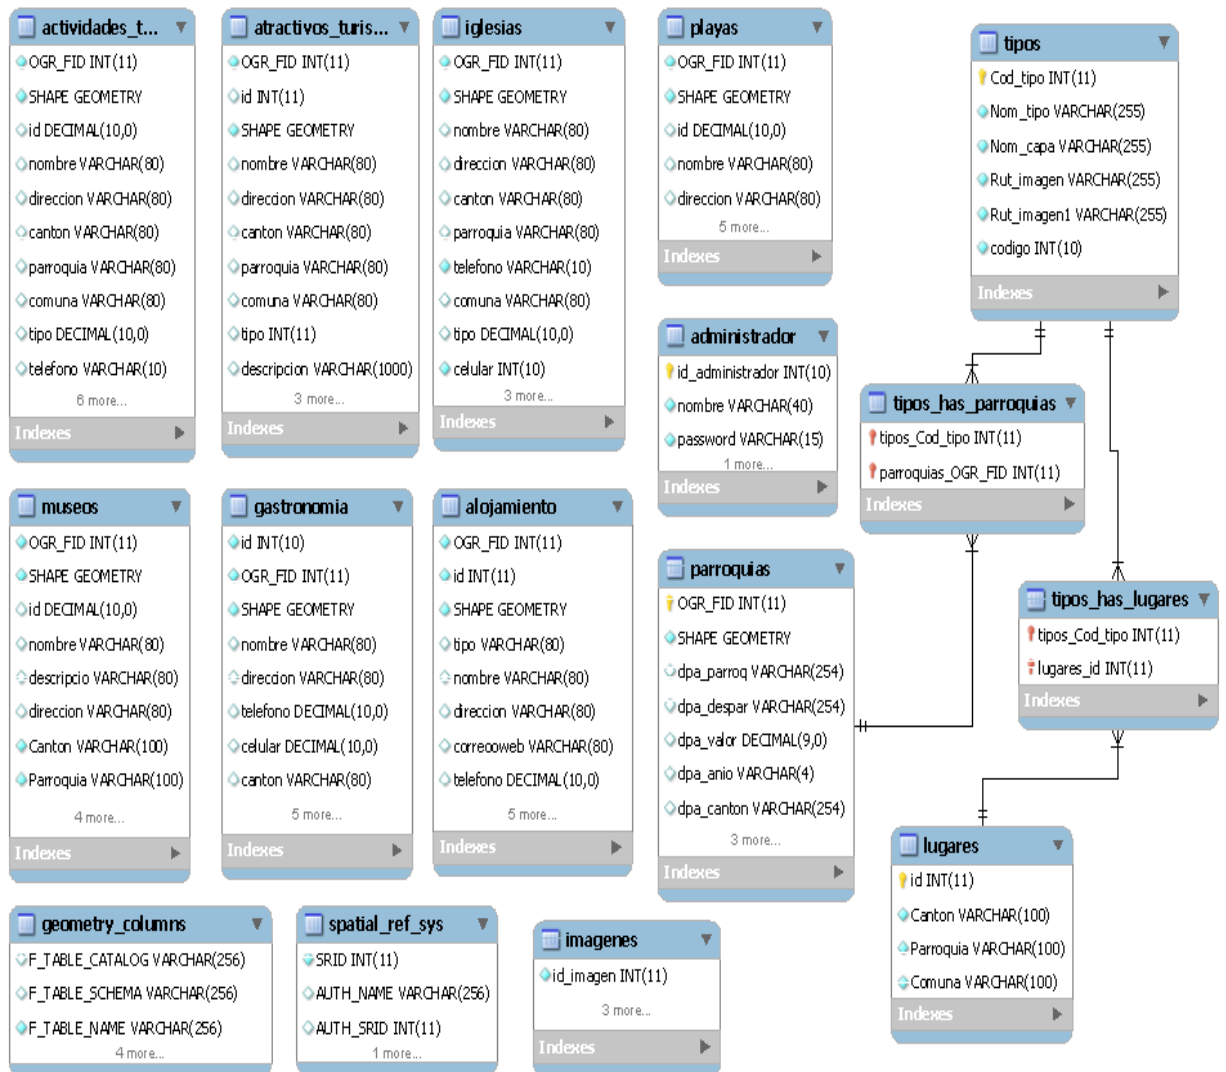 actividades_t...
OGR_FID INT(11)
SHAPE GEOMETRY
id DECIMAL(10,0)
nombre VARCHAR(80)
direccion VARCHAR(80)
canton VARCHAR(80)
parroquia VARCHAR(80)
comuna VARCHAR(80)
tipo DECIMAL(10,0)
telefono VARCHAR(10)
6 more...
Indexes
atractivos_turis...
OGR_FID INT(11)
id INT(11)
SHAPE GEOMETRY
nombre VARCHAR(80)
direccion VARCHAR(80)
canton VARCHAR(80)
parroquia VARCHAR(80)
comuna VARCHAR(80)
tipo INT(11)
descripcion VARCHAR(1000)
3 more...
Indexes
iglesias
OGR_FID INT(11)
SHAPE GEOMETRY
nombre VARCHAR(80)
direccion VARCHAR(80)
canton VARCHAR(80)
parroquia VARCHAR(80)
telefono VARCHAR(10)
comuna VARCHAR(80)
tipo DECIMAL(10,0)
celular INT(10)
3 more...
Indexes
playas
OGR_FID INT(11)
SHAPE GEOMETRY
id DECIMAL(10,0)
nombre VARCHAR(80)
direccion VARCHAR(80)
5 more...
Indexes
tipos
Cod_tipo INT(11)
Nom_tipo VARCHAR(255)
Nom_capa VARCHAR(255)
Rut_imagen VARCHAR(255)
Rut_imagen1 VARCHAR(255)
codigo INT(10)
Indexes
administrador
id_administrador INT(10)
nombre VARCHAR(40)
password VARCHAR(15)
1 more...
Indexes
tipos_has_parroquias
tipos_Cod_tipo INT(11)
parroquias_OGR_FID INT(11)
Indexes
museos
OGR_FID INT(11)
SHAPE GEOMETRY
id DECIMAL(10,0)
nombre VARCHAR(80)
descripcio VARCHAR(80)
direccion VARCHAR(80)
Canton VARCHAR(100)
Parroquia VARCHAR(100)
4 more...
Indexes
gastronomia
id INT(10)
OGR_FID INT(11)
SHAPE GEOMETRY
nombre VARCHAR(80)
direccion VARCHAR(80)
telefono DECIMAL(10,0)
celular DECIMAL(10,0)
canton VARCHAR(80)
5 more...
Indexes
alojamiento
OGR_FID INT(11)
id INT(11)
SHAPE GEOMETRY
tipo VARCHAR(80)
nombre VARCHAR(80)
direccion VARCHAR(80)
correooweb VARCHAR(80)
telefono DECIMAL(10,0)
5 more...
Indexes
parroquias
OGR_FID INT(11)
SHAPE GEOMETRY
dpa_parroq VARCHAR(254)
dpa_despar VARCHAR(254)
dpa_valor DECIMAL(9,0)
dpa_anio VARCHAR(4)
dpa_canton VARCHAR(254)
3 more...
Indexes
tipos_has_lugares
tipos_Cod_tipo INT(11)
lugares_id INT(11)
Indexes
lugares
id INT(11)
Canton VARCHAR(100)
Parroquia VARCHAR(100)
Comuna VARCHAR(100)
Indexes
geometry_columns
F_TABLE_CATALOG VARCHAR(256)
F_TABLE_SCHEMA VARCHAR(256)
F_TABLE_NAME VARCHAR(256)
4 more...
spatial_ref_sys
SRID INT(11)
AUTH_NAME VARCHAR(256)
AUTH_SRID INT(11)
1 more...
imagenes
id_imagen INT(11)
3 more...
Indexes